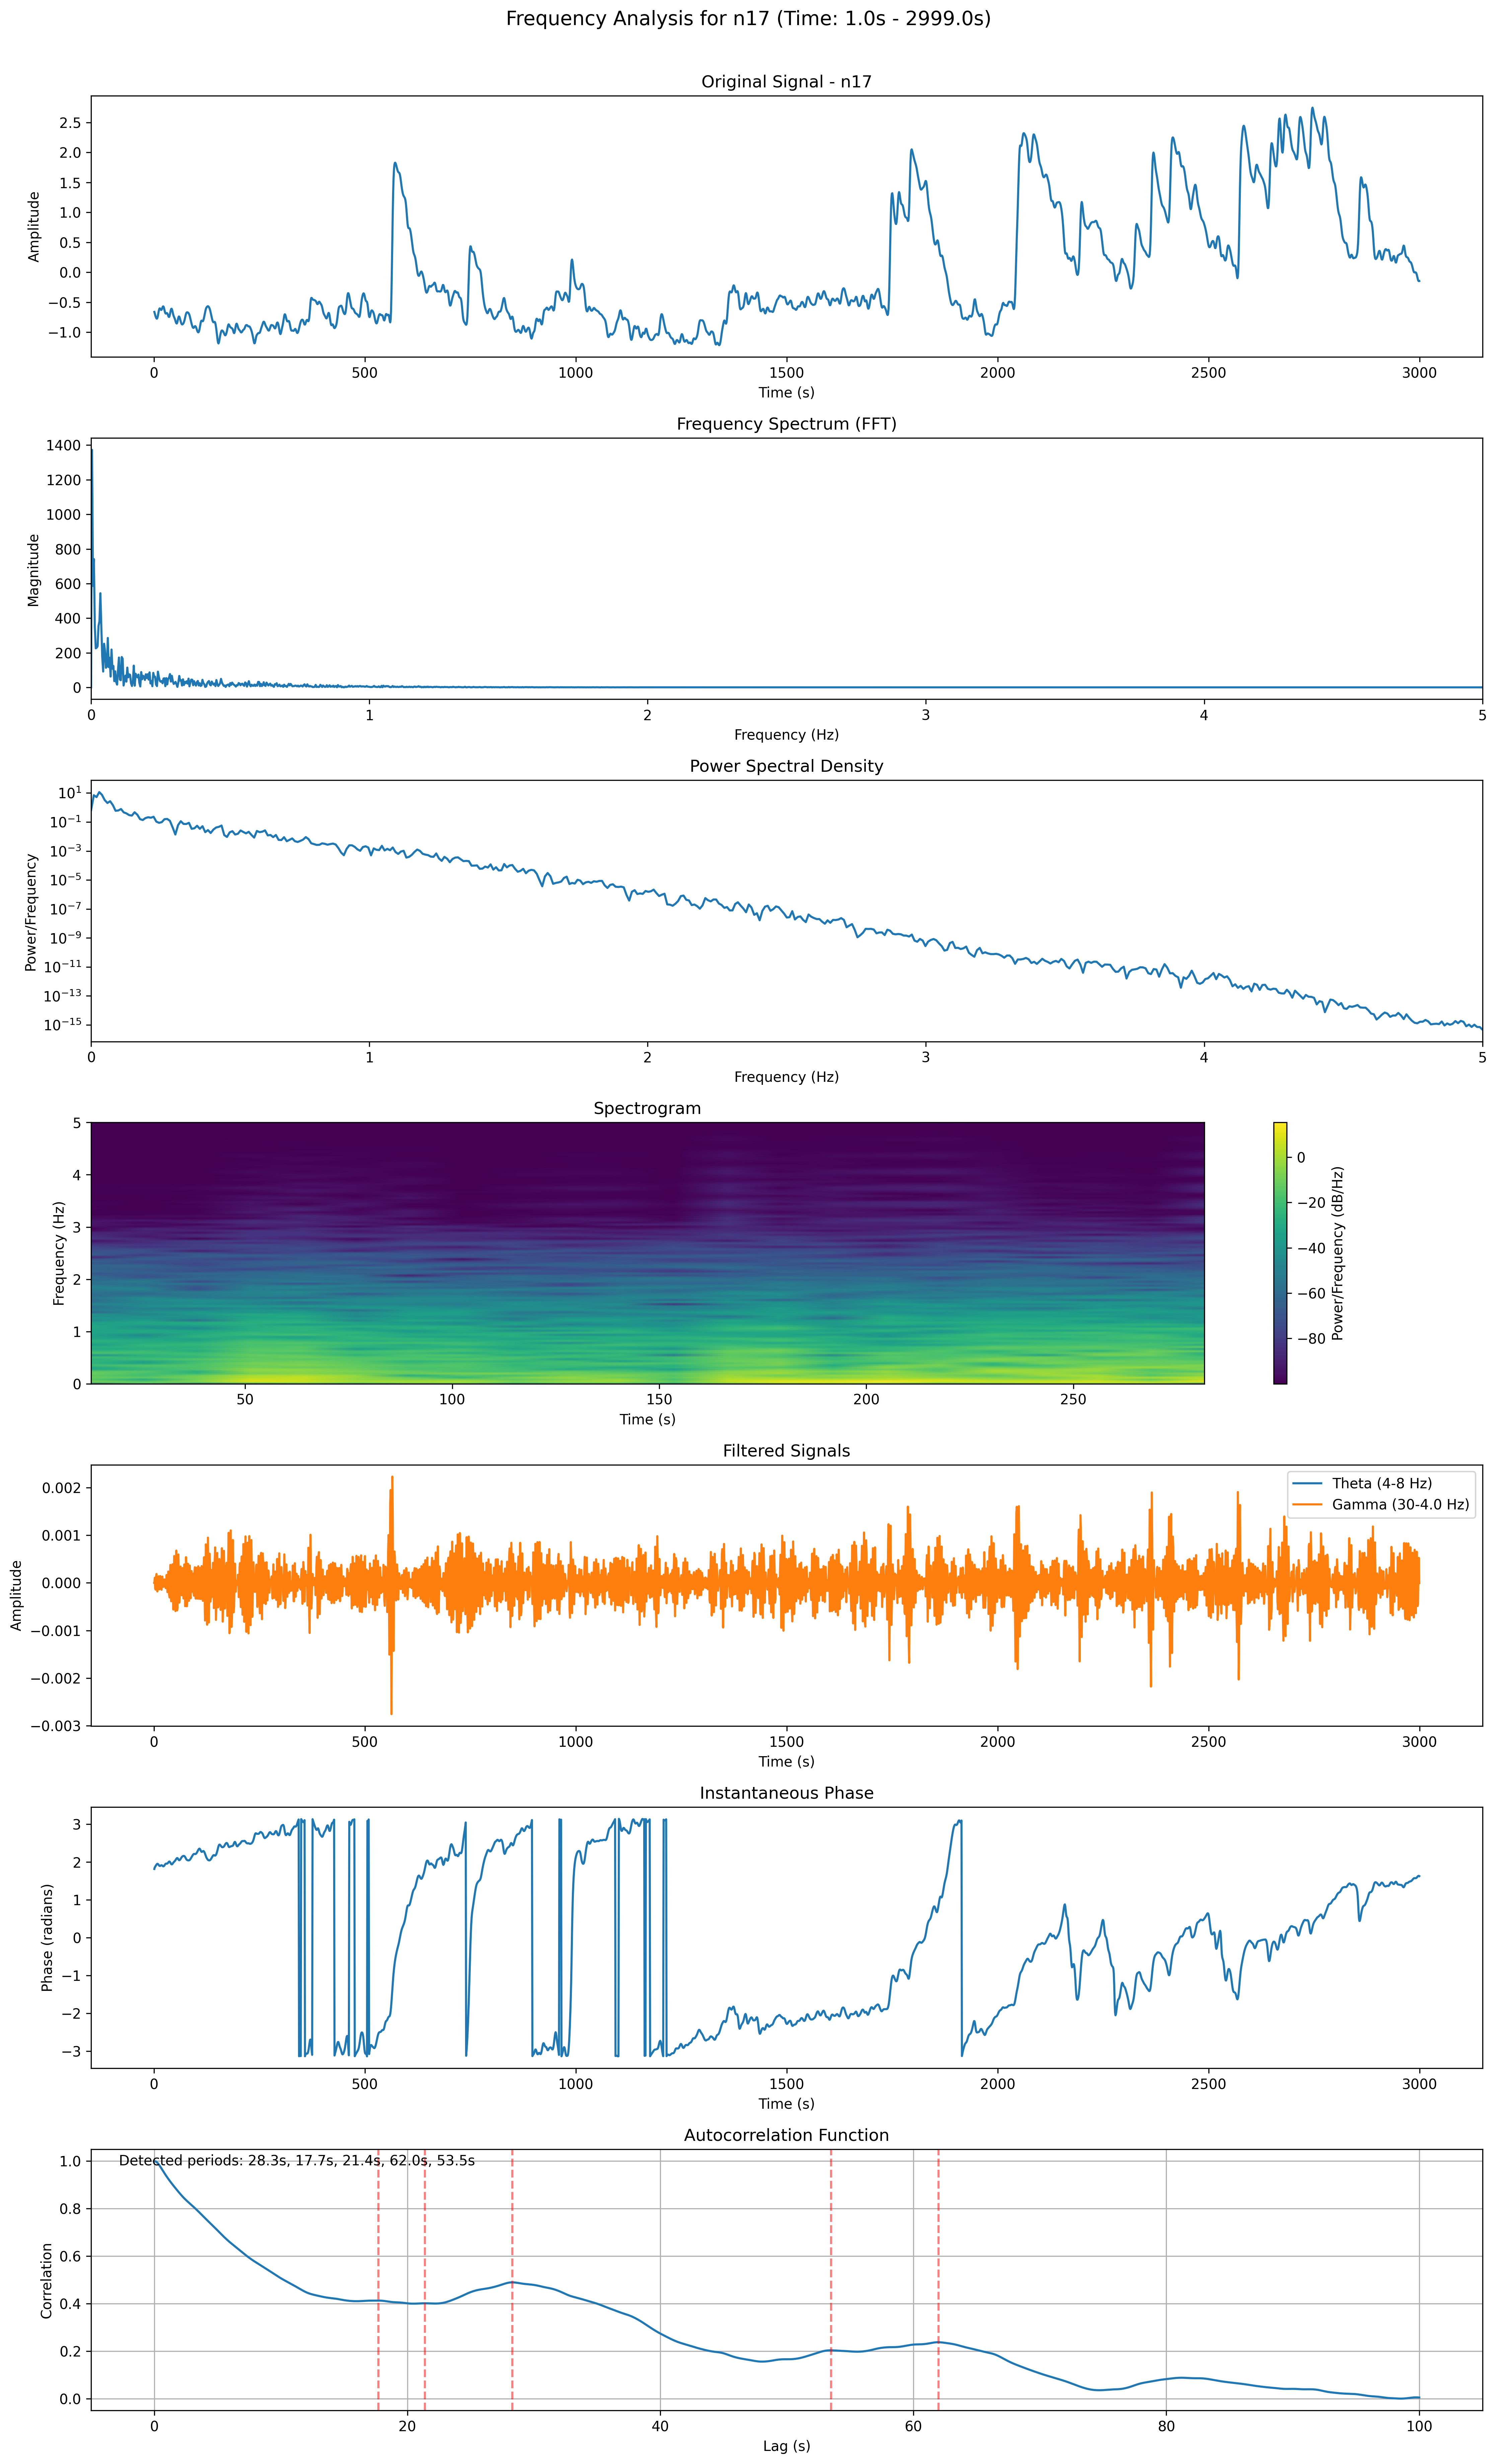 Frequency Analysis for n17 (Time: 1.0s - 2999.0s)
Original Signal - n17
2.5
2.0
1.5
1.0
0.5
0.0
−0.5
−1.0
Amplitude
0 500 1000 1500 2000 2500 3000
Time (s)
Frequency Spectrum (FFT)
1400
1200
1000
800
600
400
200
0
Magnitude
0 1 2 3 4 5
Frequency (Hz)
Power Spectral Density
10¹
10⁻¹
10⁻³
10⁻⁵
10⁻⁷
10⁻⁹
10⁻¹¹
10⁻¹³
10⁻¹⁵
Power/Frequency
0 1 2 3 4 5
Frequency (Hz)
Spectrogram
5
4
3
2
1
0
Frequency (Hz)
50 100 150 200 250
Time (s)
0
−20
−40
−60
−80
Power/Frequency (dB/Hz)
Filtered Signals
Theta (4-8 Hz)
Gamma (30-4.0 Hz)
0.002
0.001
0.000
−0.001
−0.002
−0.003
Amplitude
0 500 1000 1500 2000 2500 3000
Time (s)
Instantaneous Phase
3
2
1
0
−1
−2
−3
Phase (radians)
0 500 1000 1500 2000 2500 3000
Time (s)
Autocorrelation Function
Detected periods: 28.3s, 17.7s, 21.4s, 62.0s, 53.5s
1.0
0.8
0.6
0.4
0.2
0.0
Correlation
0 20 40 60 80 100
Lag (s)